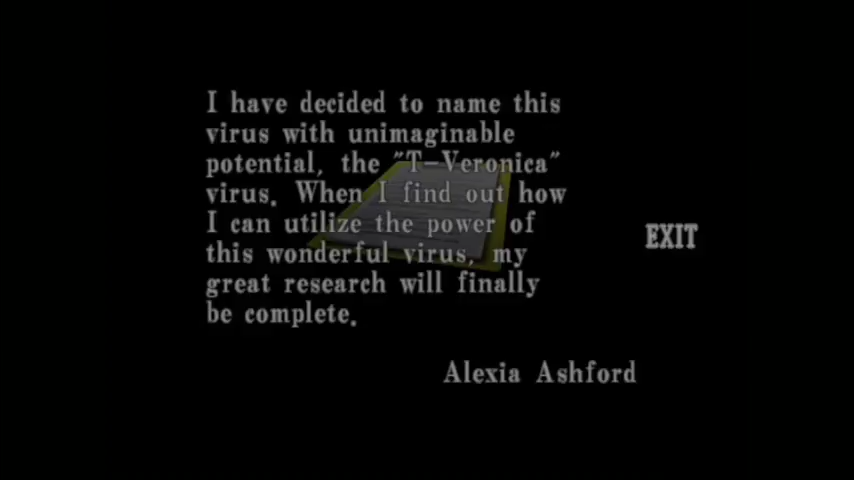 I have decided to name this
virus with unimaginable
potential, the "T-Veronica"
virus. When I find out how
I can utilize the power of
this wonderful virus, my
great research will finally
be complete.
EXIT
Alexia Ashford